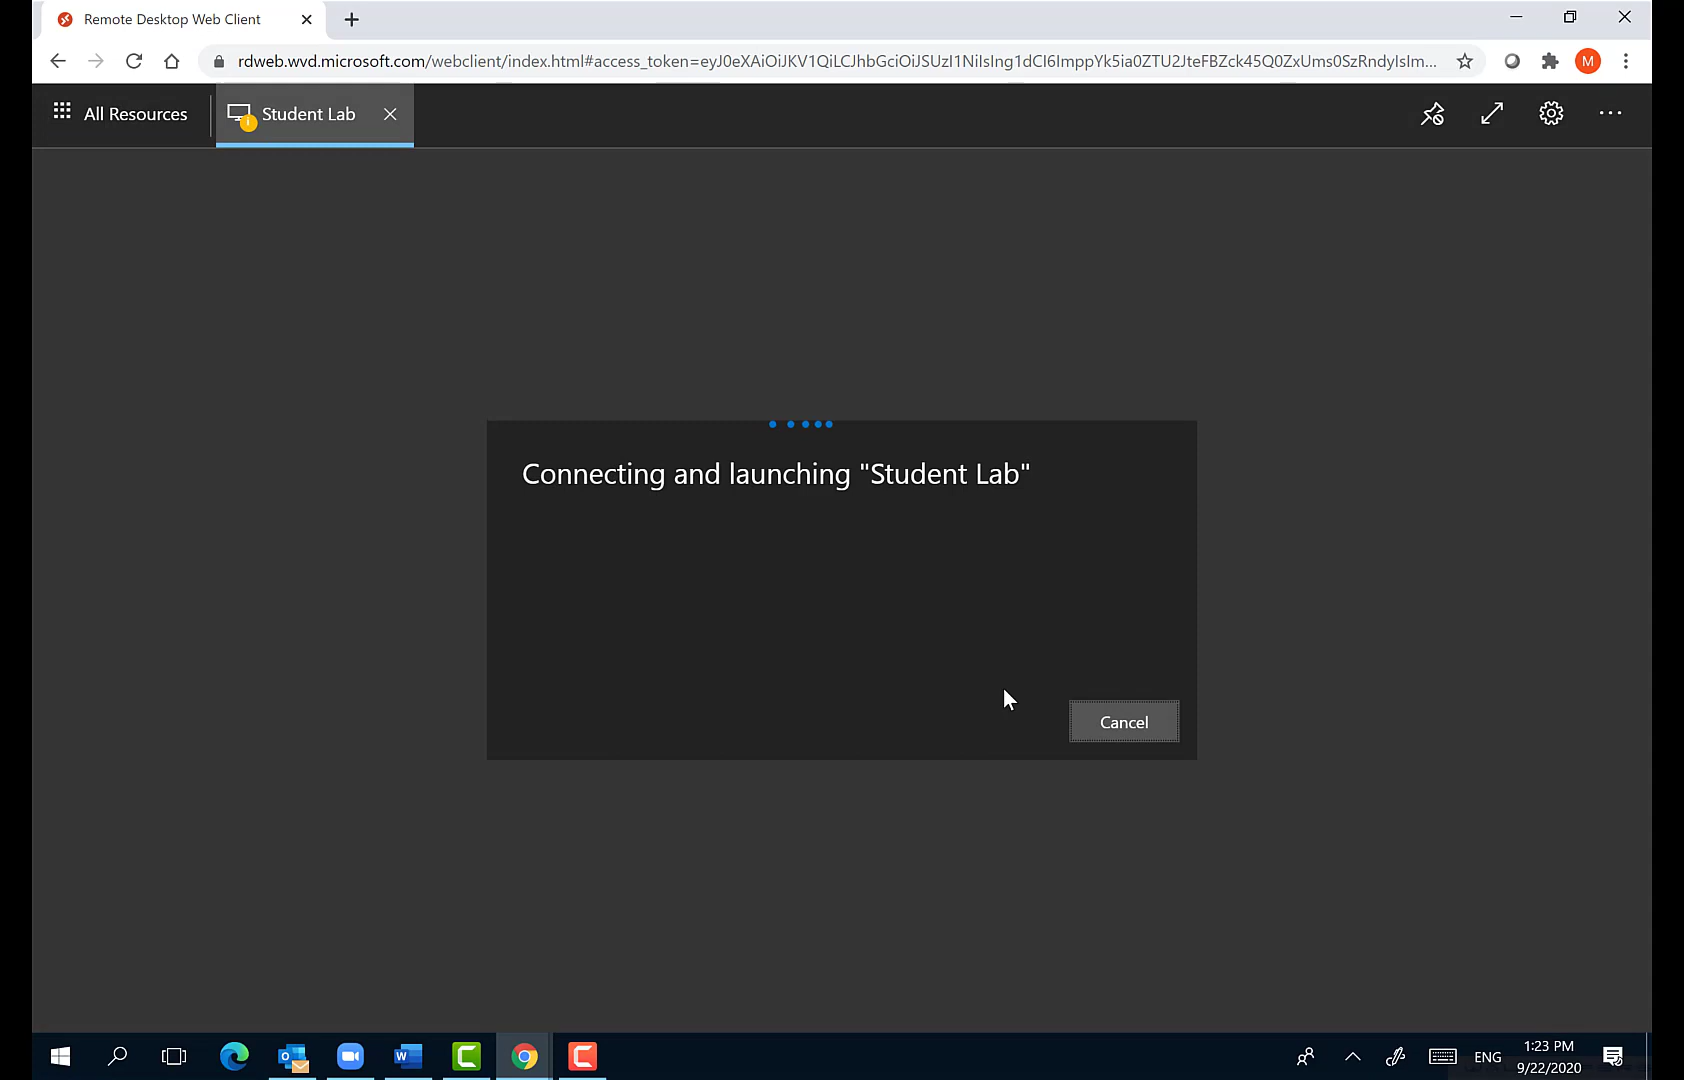 Remote Desktop Web Client
rdweb.wvd.microsoft.com/webclient/index.html#access_token=eyJ0eXAiOiJKV1QiLCJhbGciOiJSUzI1NiIsIng1dCI6ImppYk5ia0ZTU2JteFBZck45Q0ZxUms0SzRndyIsIm...
M
All Resources
Student Lab
Connecting and launching "Student Lab"
Cancel
ENG
1:23 PM
9/22/2020